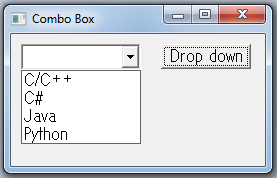 Combo Box
Drop down
C/C++
C#
Java
Python